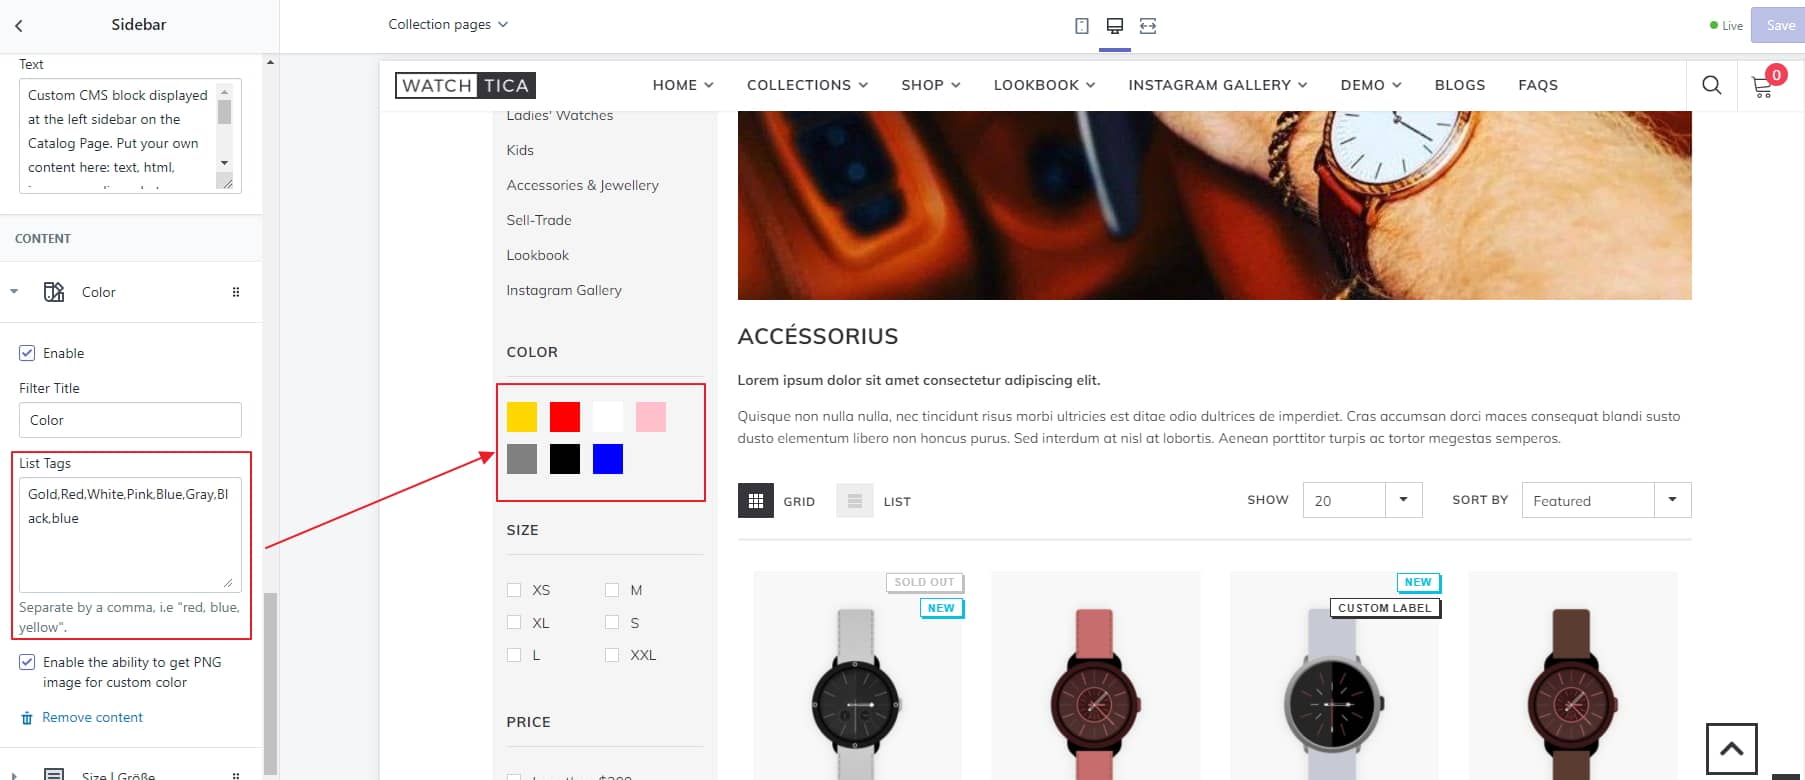 Sidebar
Collection pages
Live
Save
Text
Custom CMS block displayed
at the left sidebar on the
Catalog Page. Put your own
content here: text, html,
CONTENT
Color
Enable
Filter Title
Color
List Tags
Gold,Red,White,Pink,Blue,Gray,Bl
ack,blue
Separate by a comma, i.e "red, blue,
yellow".
Enable the ability to get PNG
image for custom color
Remove content
Size | Größe
WATCH TICA
HOME
COLLECTIONS
SHOP
LOOKBOOK
INSTAGRAM GALLERY
DEMO
BLOGS
FAQS
0
Ladies' Watches
Kids
Accessories & Jewellery
Sell-Trade
Lookbook
Instagram Gallery
COLOR
SIZE
XS
M
XL
S
L
XXL
PRICE
ACCÉSSORIUS
Lorem ipsum dolor sit amet consectetur adipiscing elit.
Quisque non nulla nulla, nec tincidunt risus morbi ultricies est ditae odio dultrices de imperdiet. Cras accumsan dorci maces consequat blandi susto
dusto elementum libero non honcus purus. Sed interdum at nisl at lobortis. Aenean porttitor turpis ac tortor megestas semperos.
GRID
LIST
SHOW
20
SORT BY
Featured
SOLD OUT
NEW
NEW
CUSTOM LABEL